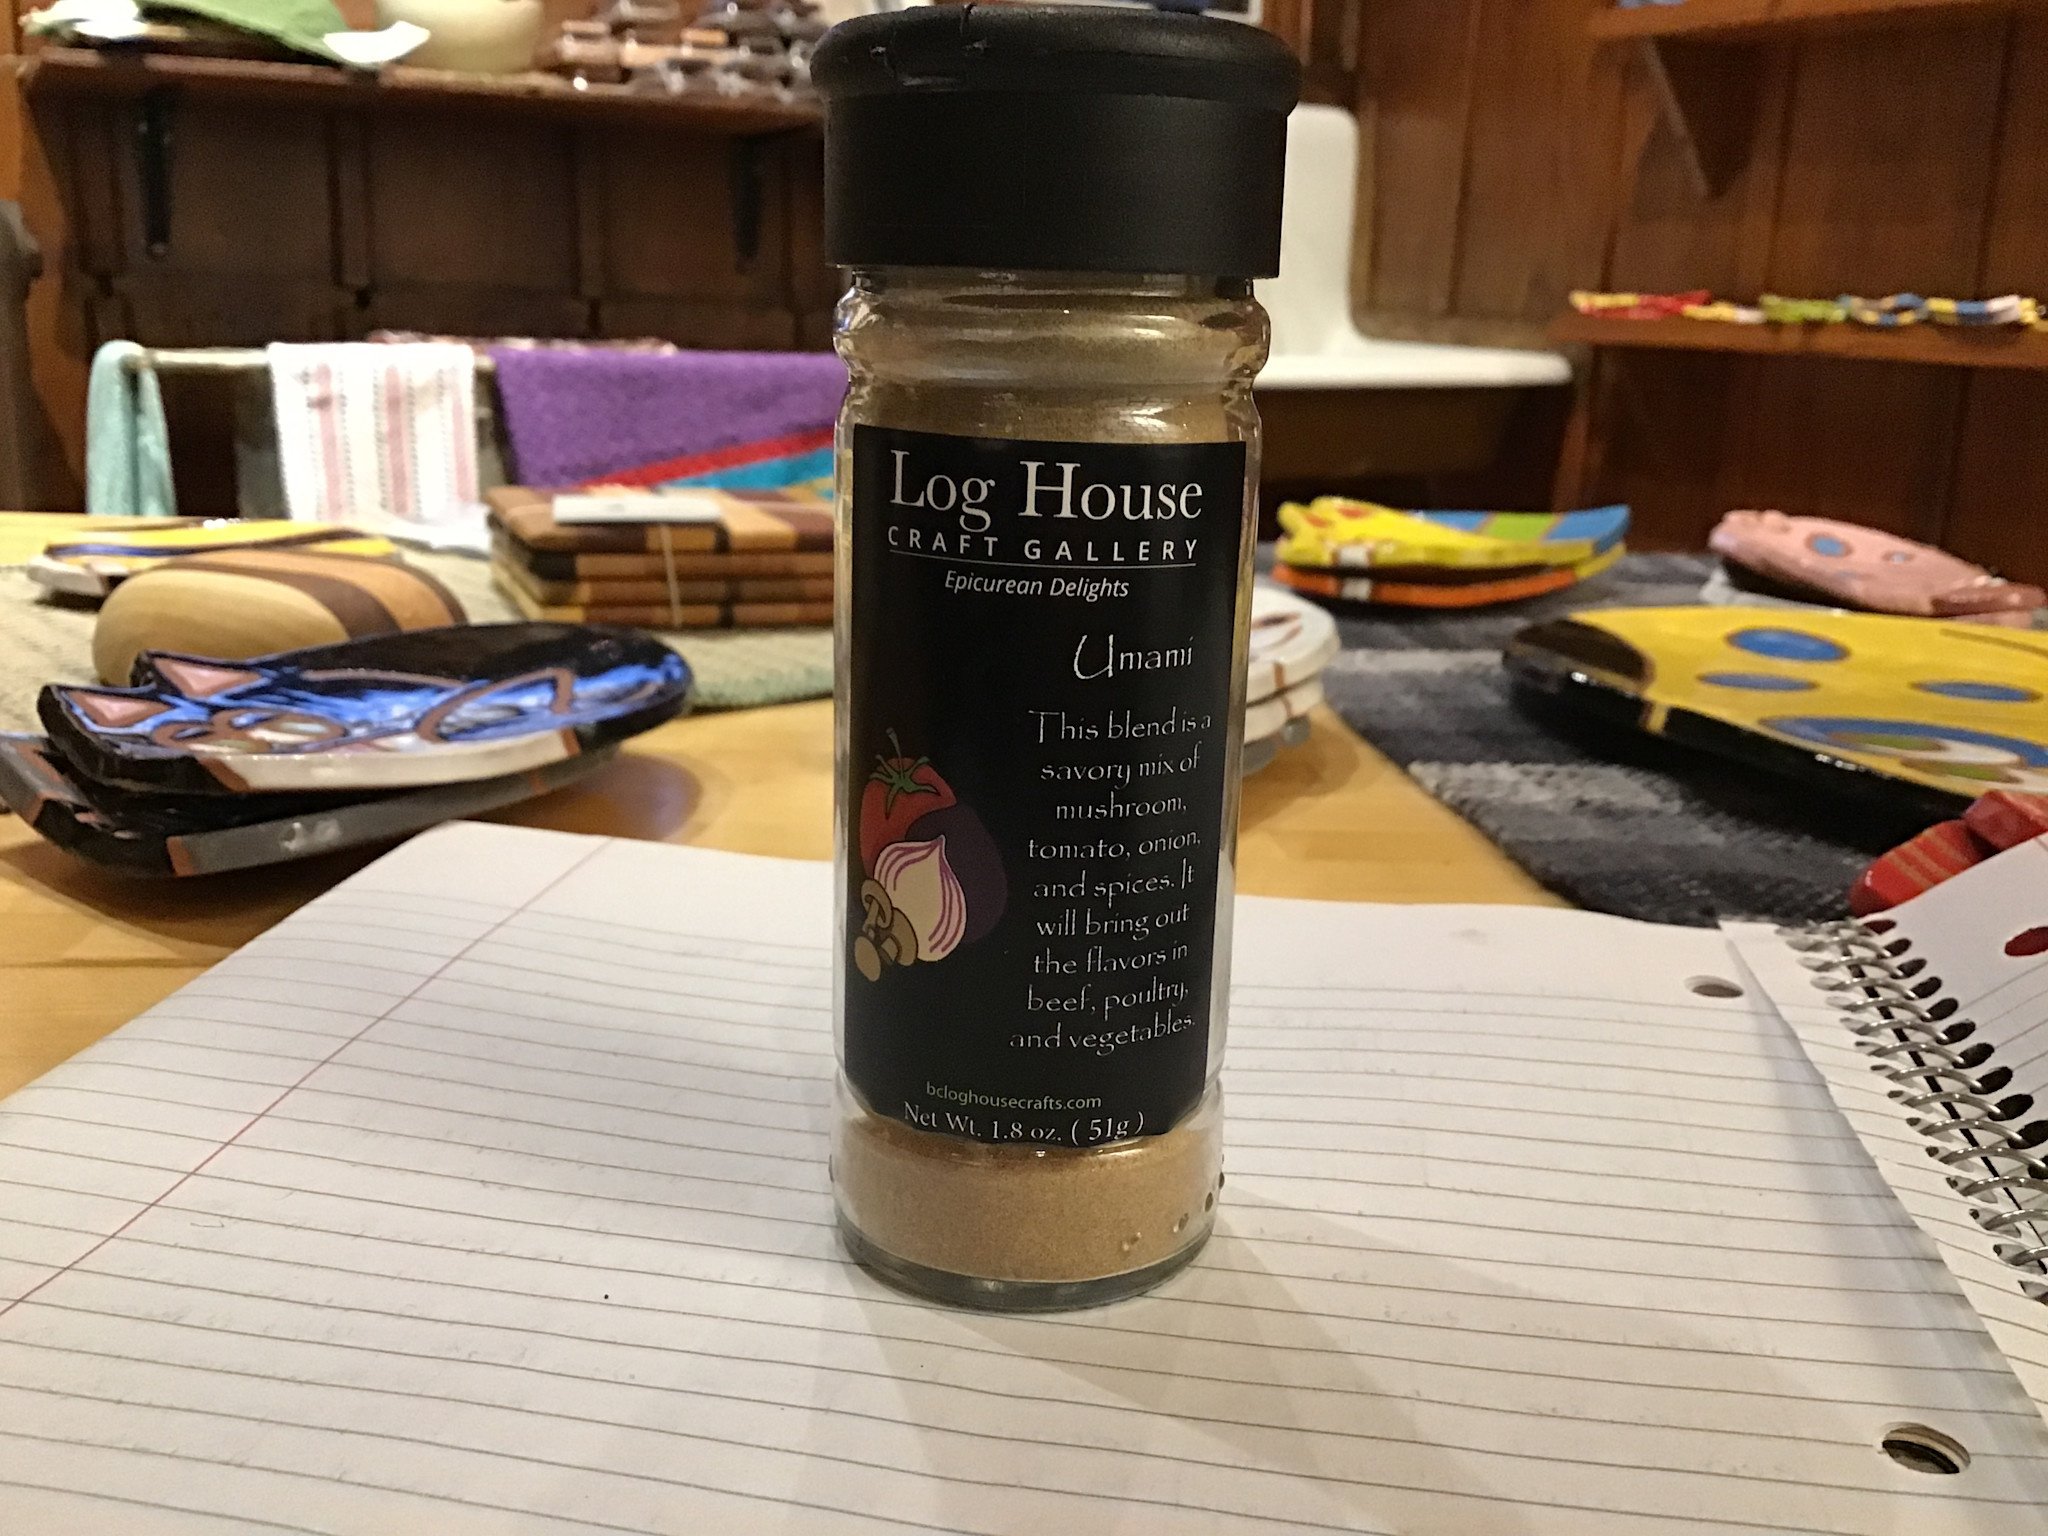 Log House
CRAFT GALLERY
Epicurean Delights
Umami
This blend is a
savory mix of
mushroom,
tomato, onion,
and spices. It
will bring out
the flavors in
beef, poultry,
and vegetables.
bcloghousecrafts.com
Net Wt. 1.8 oz. ( 51g )